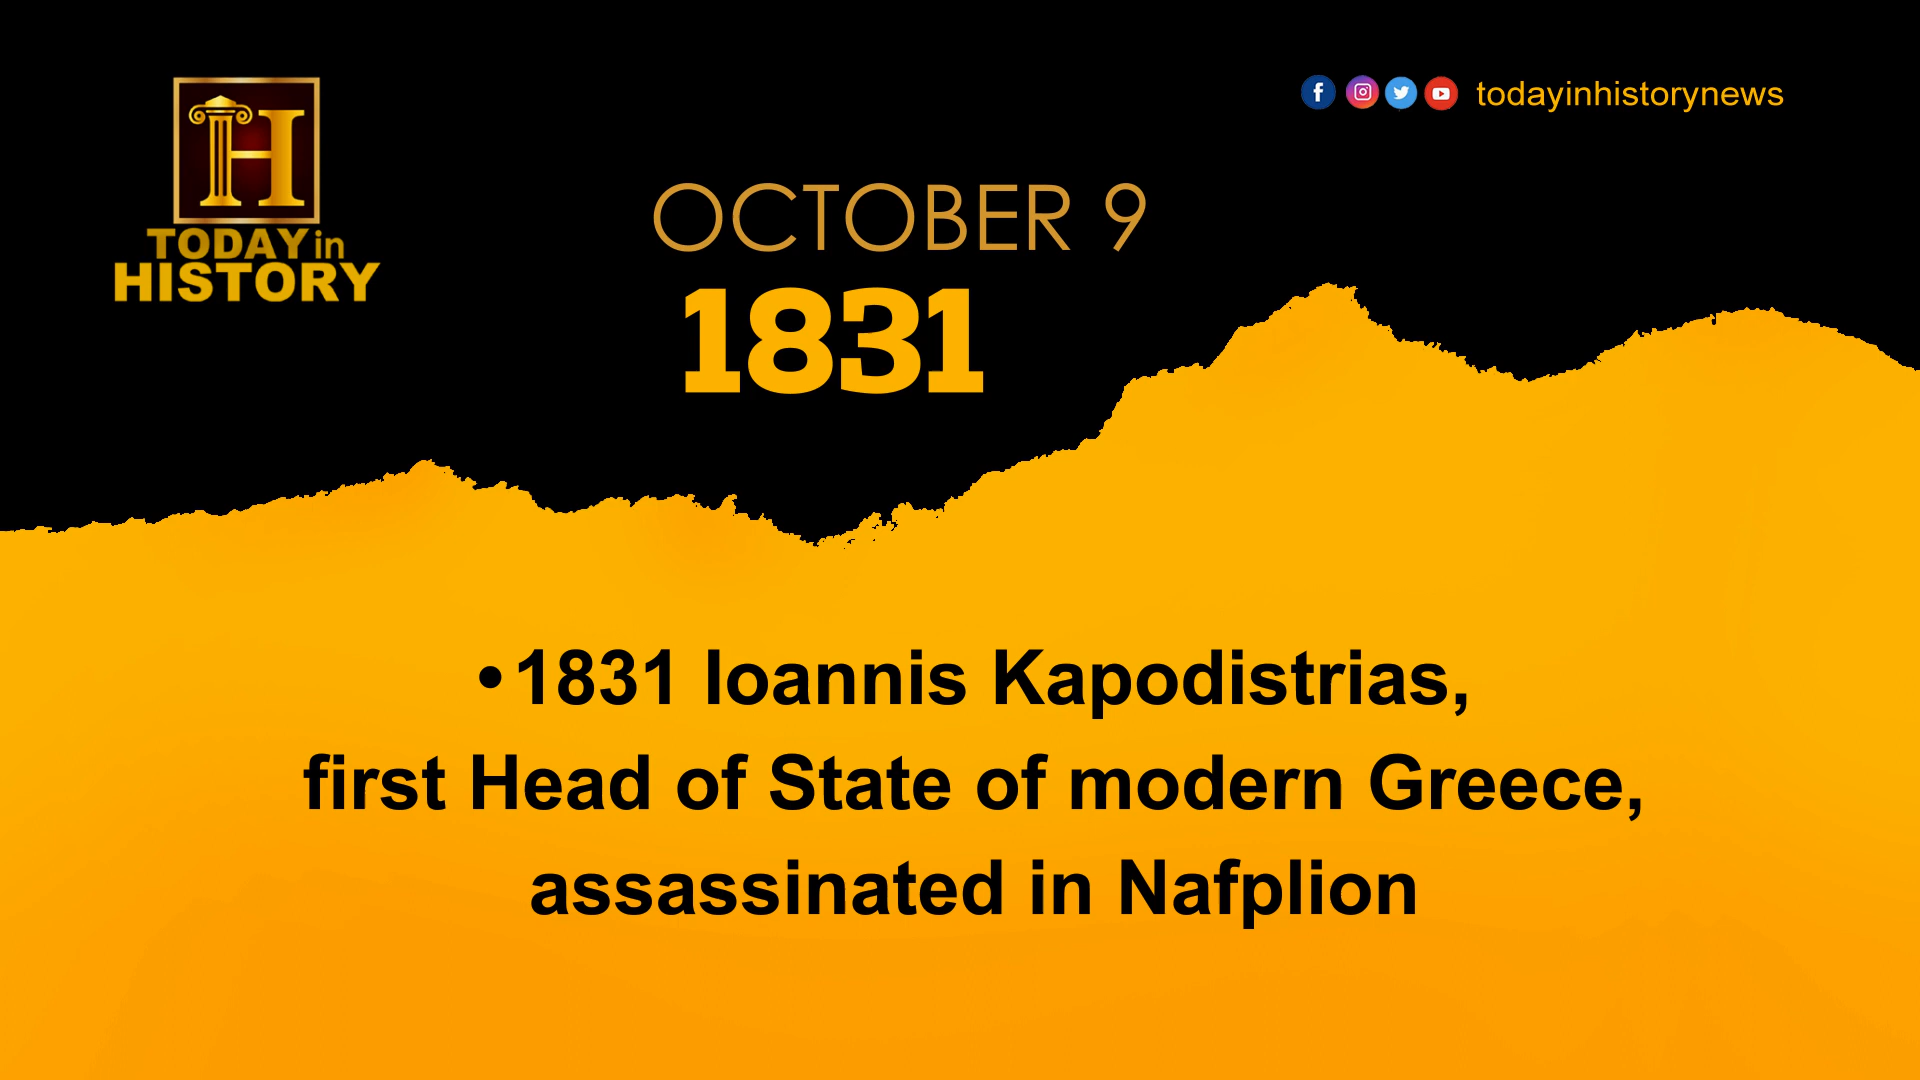 H
TODAY in
HISTORY
todayinhistorynews
OCTOBER 9
1831
•1831 Ioannis Kapodistrias,
first Head of State of modern Greece,
assassinated in Nafplion